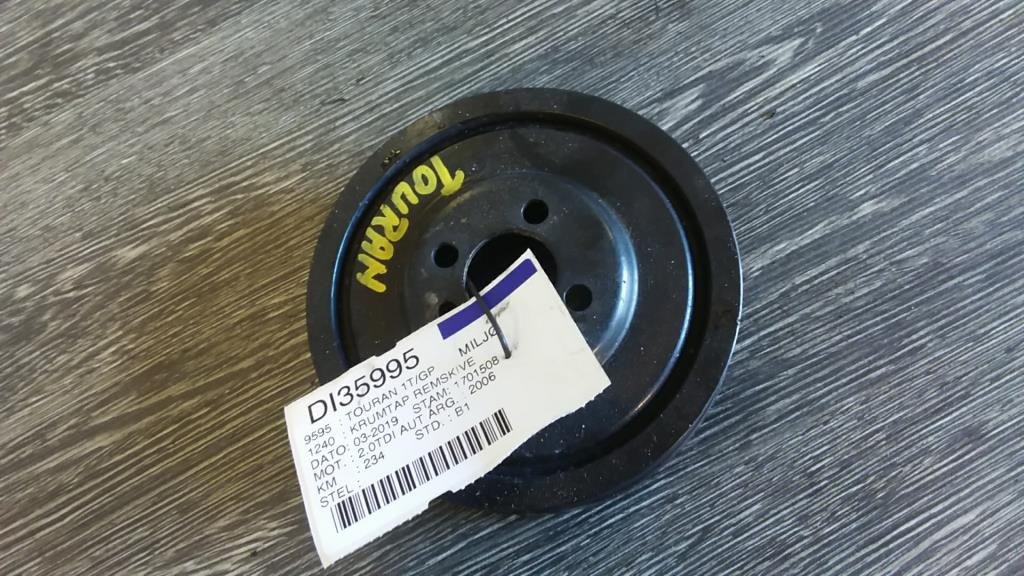 TOURAN
DI35995
MILJØ
9595 : TOURAN 1T/GP
1240 : KRUMTAP REMSKIVE
DATO: 03-2019 STAM: 1701508
MOT : 2,0TDI AUT ÅRG.: 2006
KM : 234 STD.: B1
STEL :